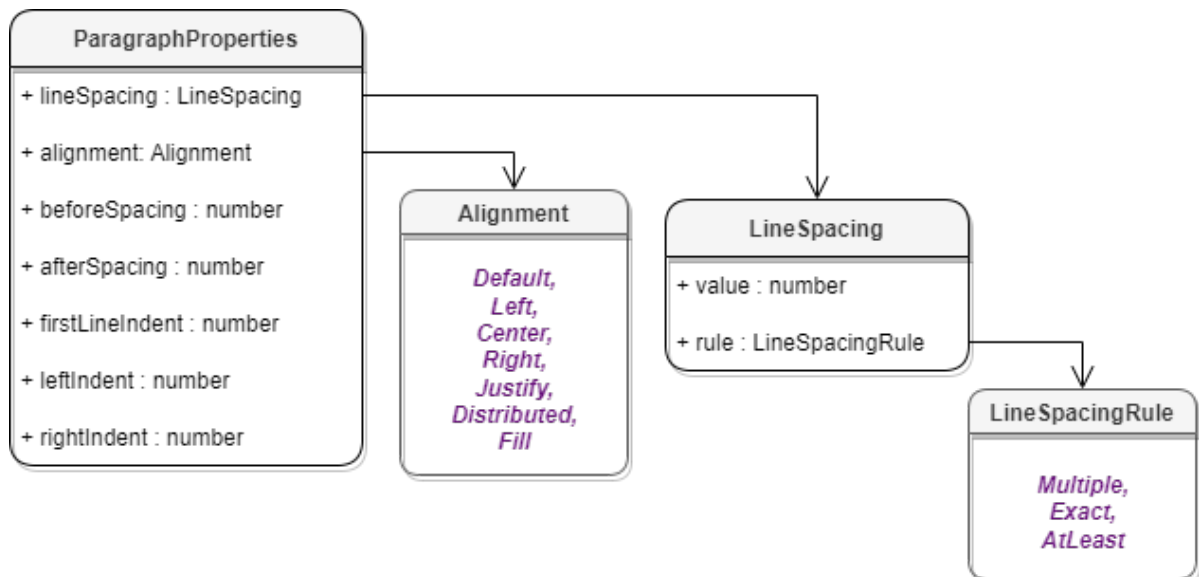 ParagraphProperties
+ lineSpacing : LineSpacing
+ alignment: Alignment
+ beforeSpacing : number
+ afterSpacing : number
+ firstLineIndent : number
+ leftIndent : number
+ rightIndent : number
Alignment
Default,
Left,
Center,
Right,
Justify,
Distributed,
Fill
LineSpacing
+ value : number
+ rule : LineSpacingRule
LineSpacingRule
Multiple,
Exact,
AtLeast